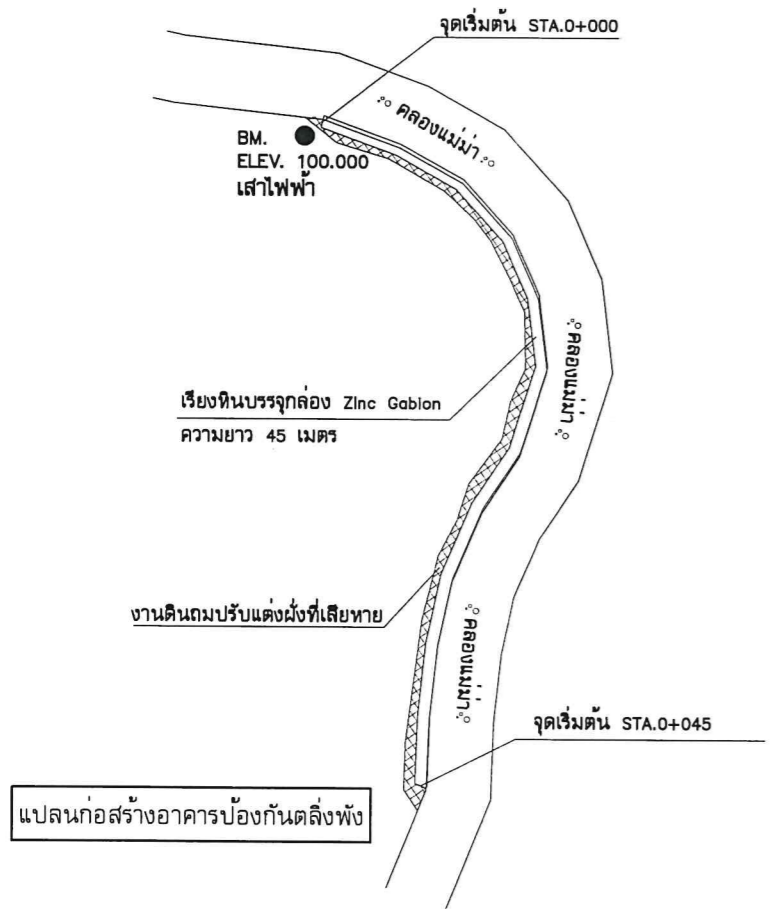 จุดเริ่มต้น STA.0+000
คลองแม่ม่า
BM.
ELEV. 100.000
เสาไฟฟ้า
คลองแม่ม่า
เรียงหินบรรจุกล่อง Zinc Gabion
ความยาว 45 เมตร
งานดินถมปรับแต่งฝั่งที่เสียหาย
คลองแม่ม่า
จุดเริ่มต้น STA.0+045
แปลนก่อสร้างอาคารป้องกันตลิ่งพัง